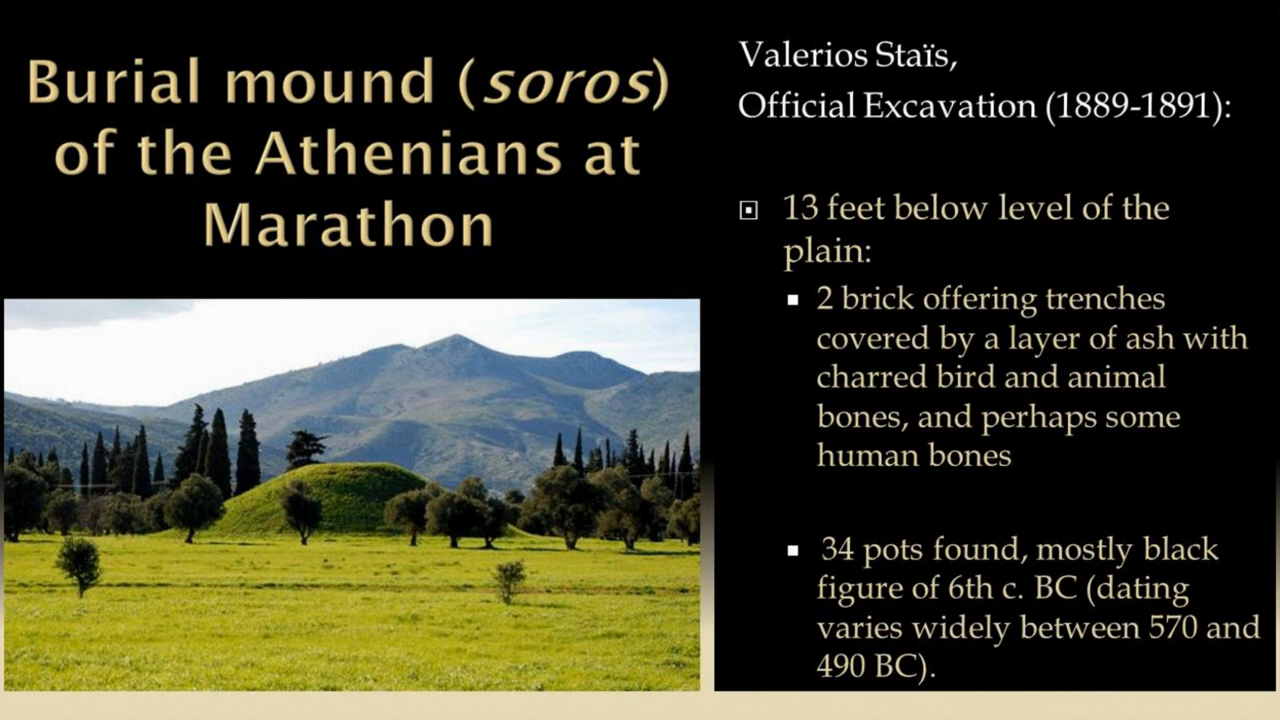 Burial mound (soros)
of the Athenians at
Marathon
Valerios Staïs,
Official Excavation (1889-1891):
13 feet below level of the
plain:
2 brick offering trenches
covered by a layer of ash with
charred bird and animal
bones, and perhaps some
human bones
34 pots found, mostly black
figure of 6th c. BC (dating
varies widely between 570 and
490 BC).